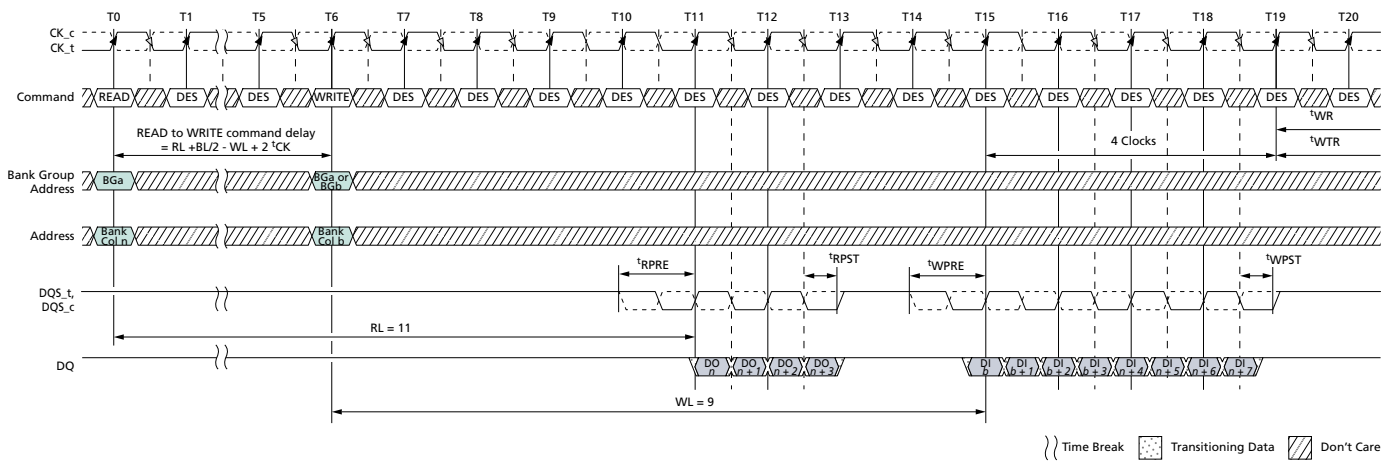 T0 T1 T5 T6 T7 T8 T9 T10 T11 T12 T13 T14 T15 T16 T17 T18 T19 T20
CK_c
CK_t
Command READ DES DES WRITE DES DES DES DES DES DES DES DES DES DES DES DES DES DES
tWR
READ to WRITE command delay
= RL +BL/2 - WL + 2 tCK
4 Clocks
tWTR
Bank Group
Address
BGa
BGa or
BGb
Address
Bank
Col n
Bank
Col b
tRPRE tRPST tWPRE tWPST
DQS_t,
DQS_c
RL = 11
DQ
DO DO DO DO DI DI DI DI DI DI DI DI
n n + 1 n + 2 n + 3 b b + 1 b + 2 b + 3 n + 4 n + 5 n + 6 n + 7
WL = 9
Time Break Transitioning Data Don't Care